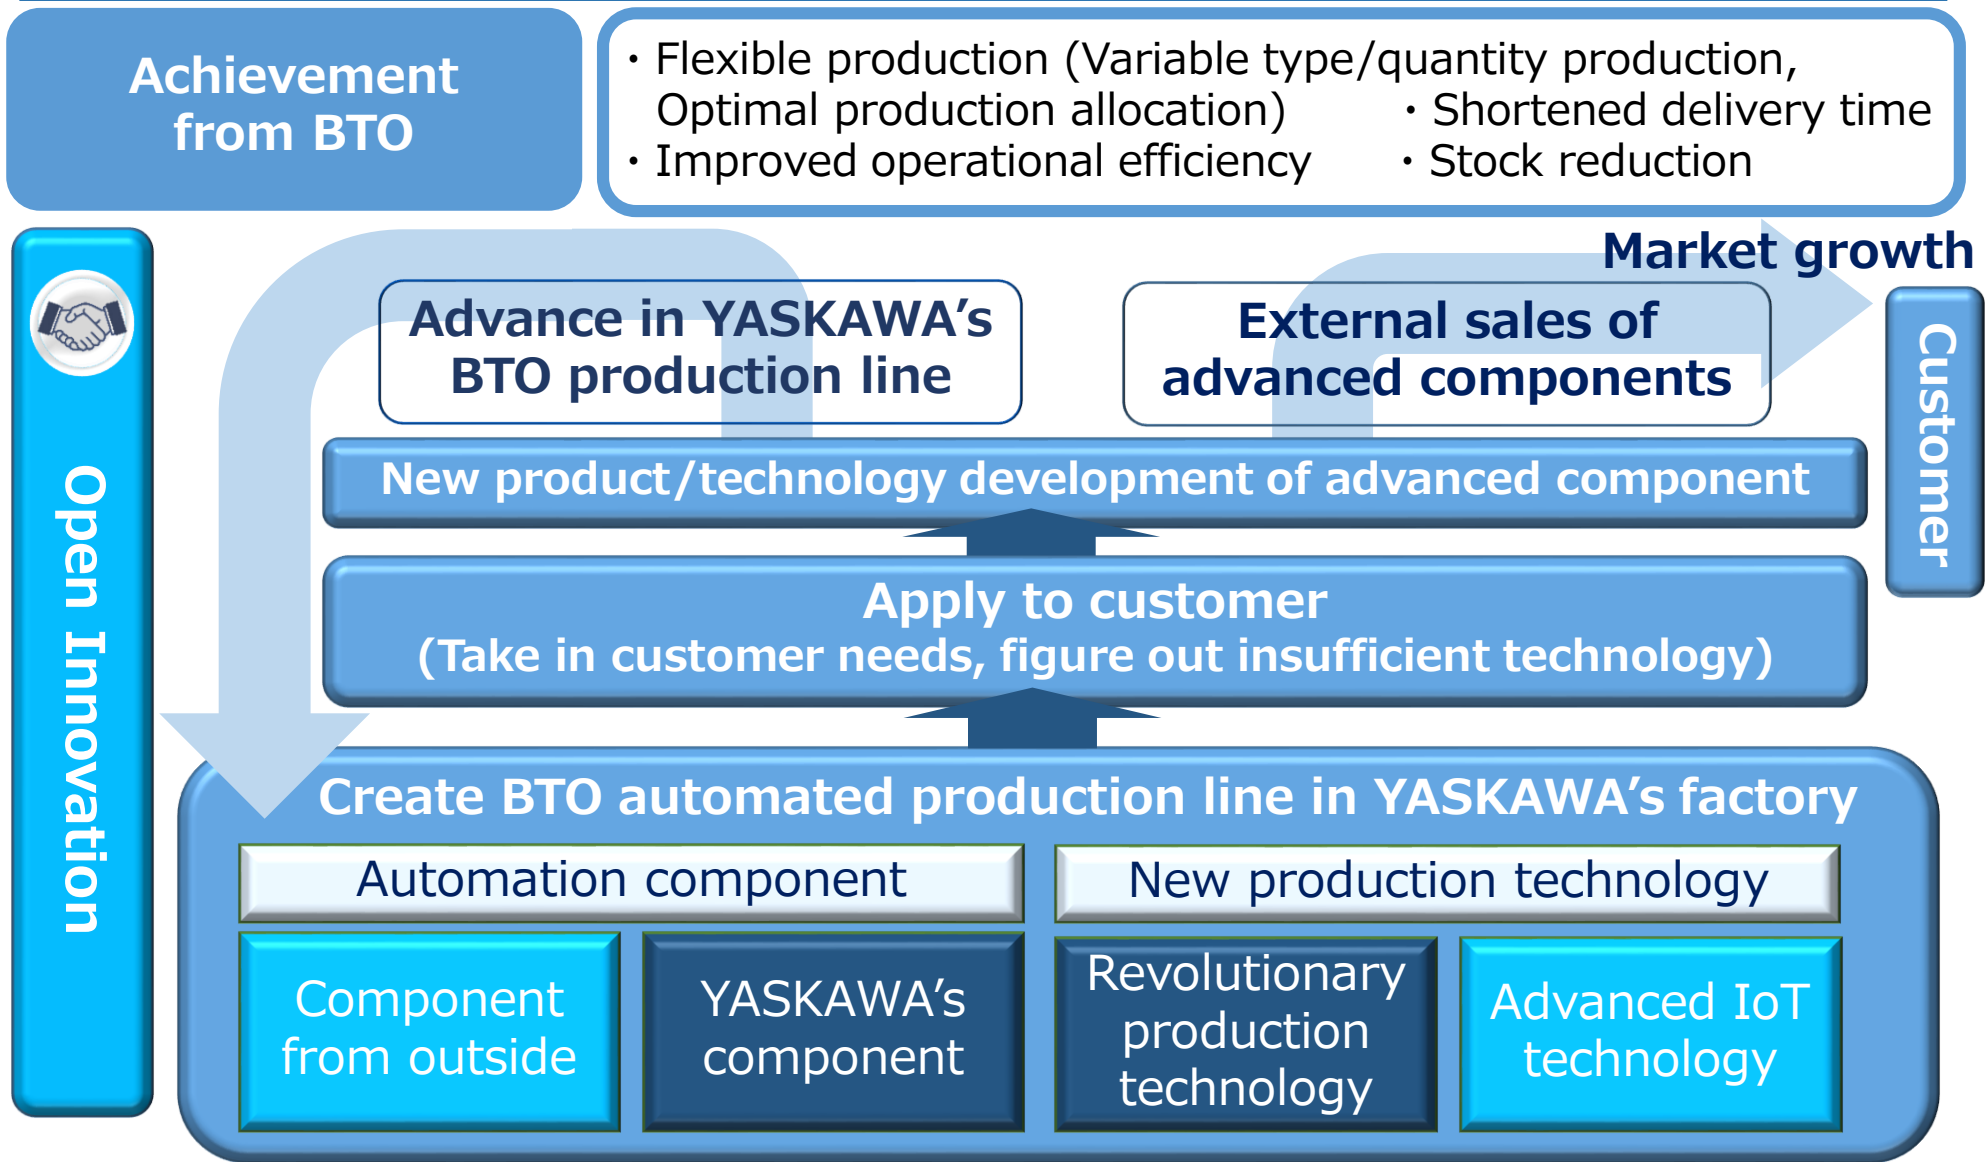 Achievement
from BTO
・Flexible production (Variable type/quantity production,
Optimal production allocation) ・Shortened delivery time
・Improved operational efficiency ・Stock reduction
Open Innovation
Market growth
Customer
Advance in YASKAWA’s
BTO production line
External sales of
advanced components
New product/technology development of advanced component
Apply to customer
(Take in customer needs, figure out insufficient technology)
Create BTO automated production line in YASKAWA’s factory
Automation component
New production technology
Component
from outside
YASKAWA’s
component
Revolutionary
production
technology
Advanced IoT
technology